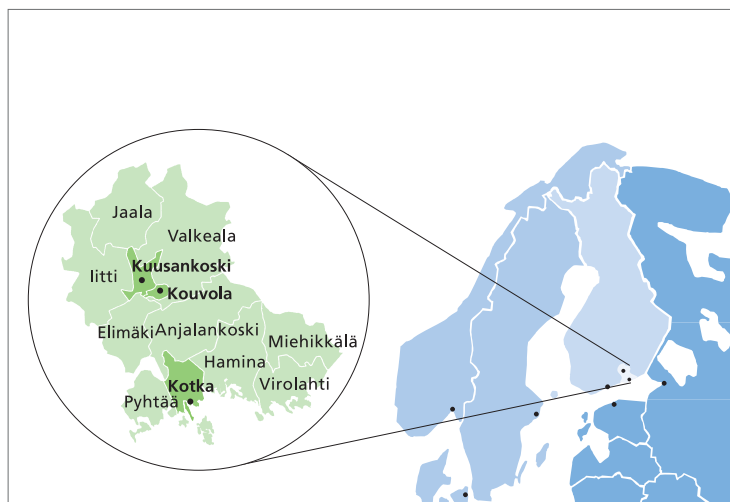 Jaala
Valkeala
Iitti
Kuusankoski
Kouvola
Elimäki
Anjalankoski
Miehikkälä
Hamina
Kotka
Virolahti
Pyhtää